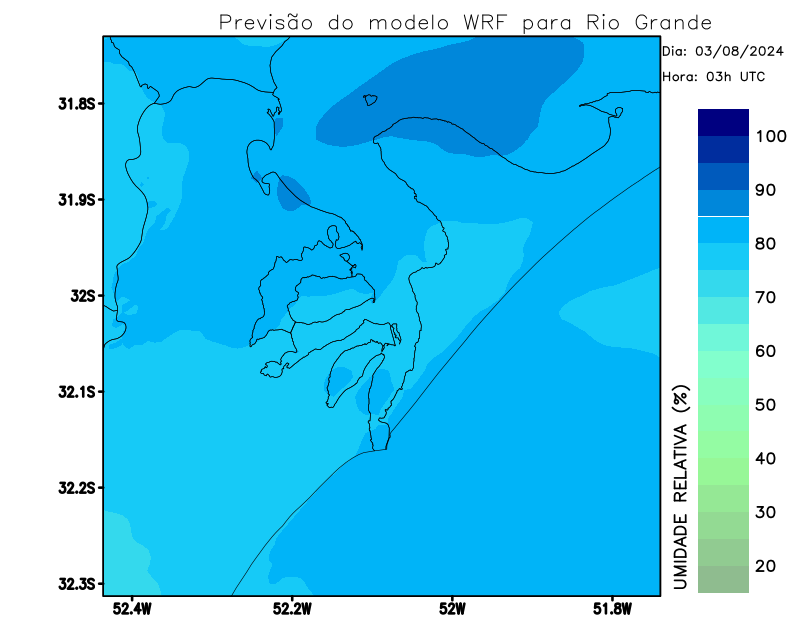 Previsão do modelo WRF para Rio Grande
Dia: 03/08/2024
Hora: 03h UTC
31.8S
31.9S
32S
32.1S
32.2S
32.3S
52.4W
52.2W
52W
51.8W
100
90
80
70
60
50
40
30
20
UMIDADE RELATIVA (%)